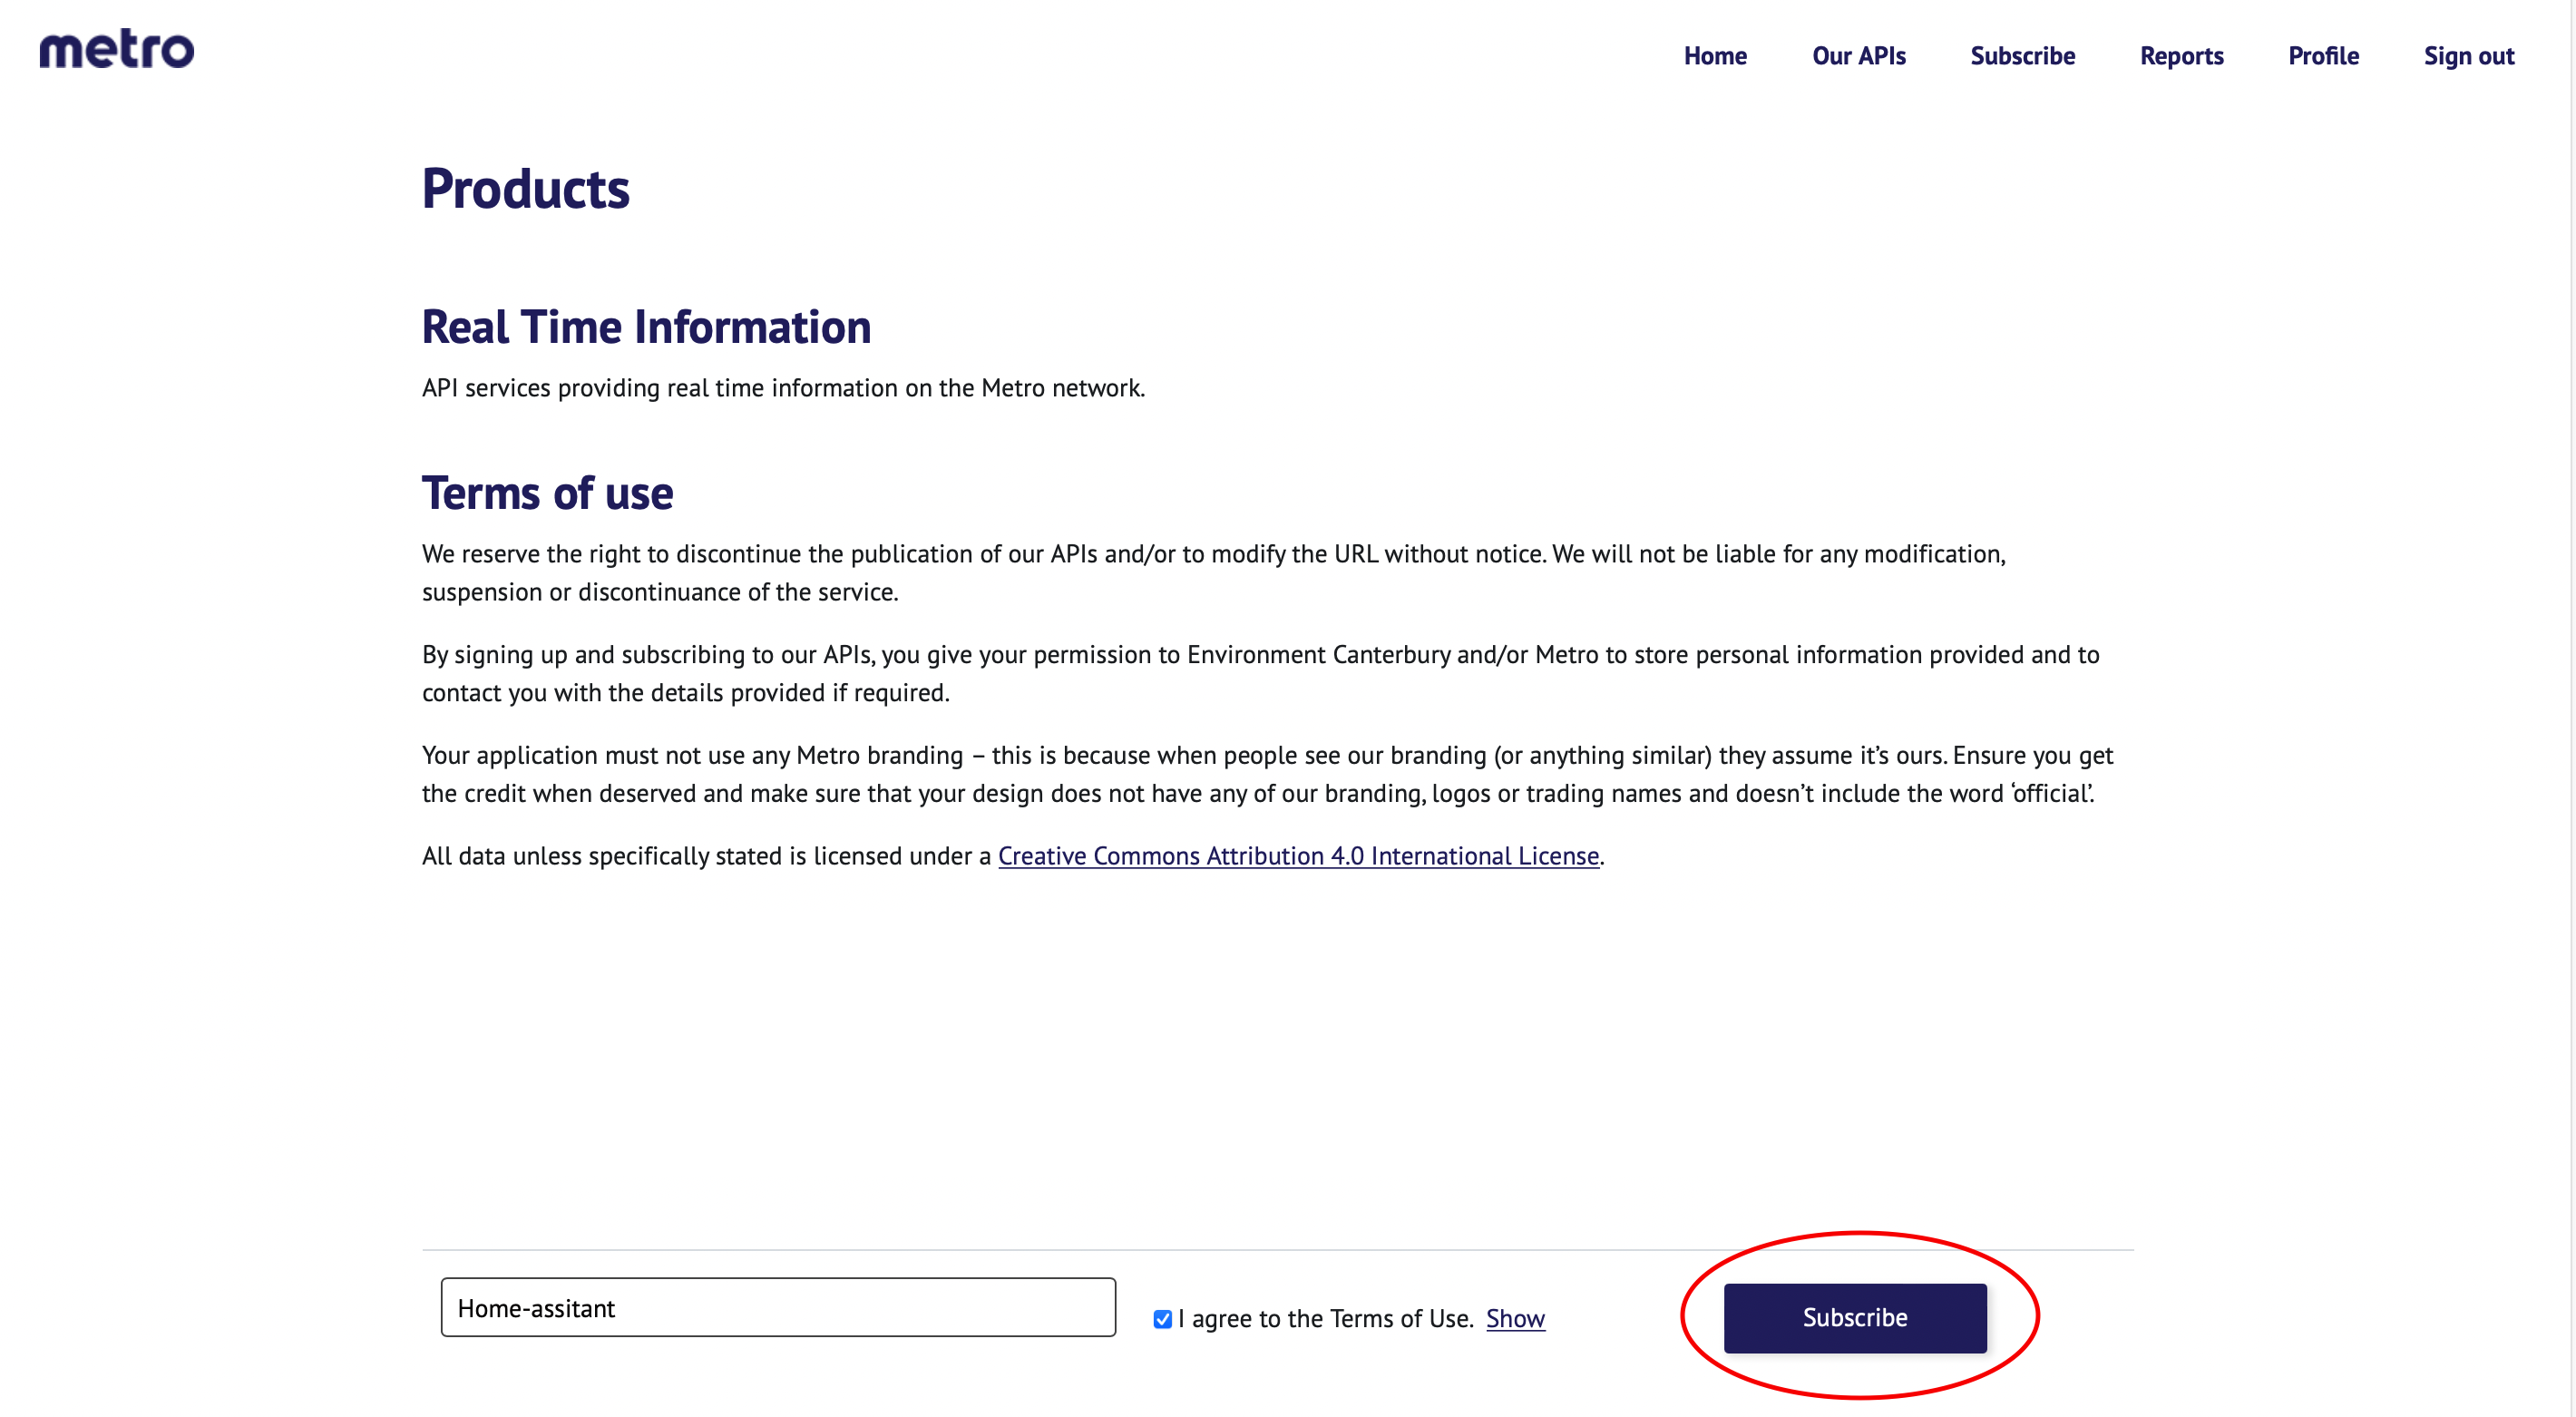 metro
Home Our APIs Subscribe Reports Profile Sign out
Products
Real Time Information
API services providing real time information on the Metro network.
Terms of use
We reserve the right to discontinue the publication of our APIs and/or to modify the URL without notice. We will not be liable for any modification,
suspension or discontinuance of the service.
By signing up and subscribing to our APIs, you give your permission to Environment Canterbury and/or Metro to store personal information provided and to
contact you with the details provided if required.
Your application must not use any Metro branding – this is because when people see our branding (or anything similar) they assume it’s ours. Ensure you get
the credit when deserved and make sure that your design does not have any of our branding, logos or trading names and doesn’t include the word ‘official’.
All data unless specifically stated is licensed under a Creative Commons Attribution 4.0 International License.
Home-assitant
I agree to the Terms of Use. Show
Subscribe